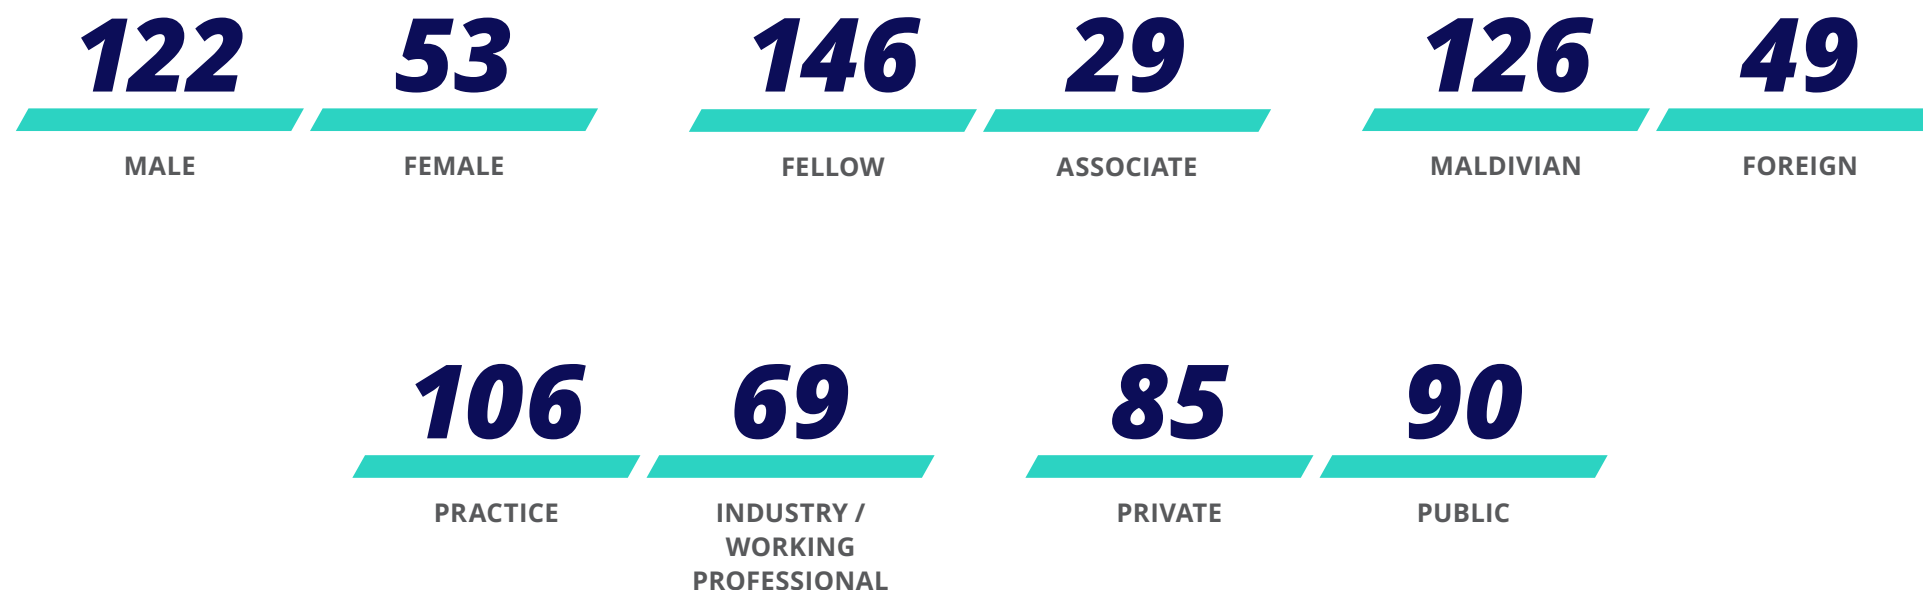 122 53 146 29 126 49
MALE FEMALE FELLOW ASSOCIATE MALDIVIAN FOREIGN
106 69 85 90
PRACTICE INDUSTRY / PRIVATE PUBLIC
WORKING
PROFESSIONAL